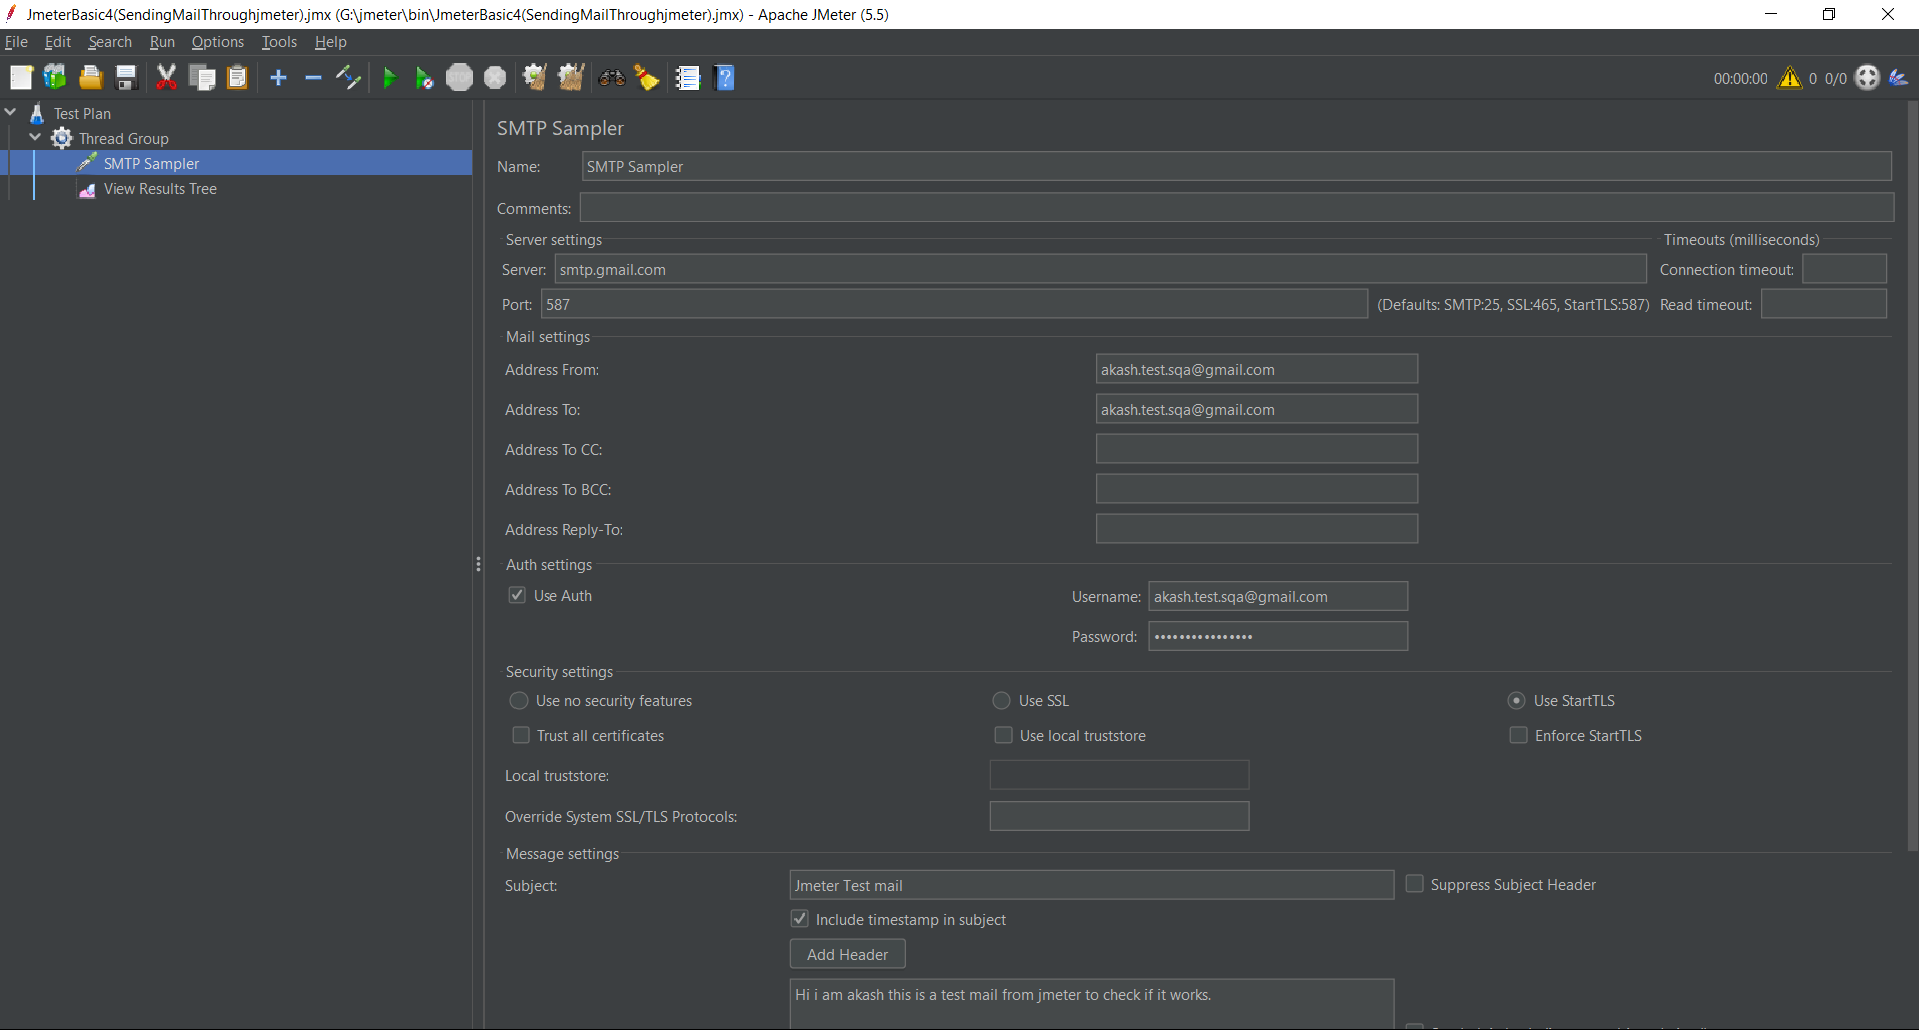 JmeterBasic4(SendingMailThroughjmeter).jmx (G:\jmeter\bin\JmeterBasic4(SendingMailThroughjmeter).jmx) - Apache JMeter (5.5)
File Edit Search Run Options Tools Help
STOP 00:00:00 0 0/0
Test Plan
Thread Group
SMTP Sampler
View Results Tree
SMTP Sampler
Name: SMTP Sampler
Comments:
Server settings
Timeouts (milliseconds)
Server: smtp.gmail.com
Connection timeout:
Port: 587 (Defaults: SMTP:25, SSL:465, StartTLS:587)
Read timeout:
Mail settings
Address From: akash.test.sqa@gmail.com
Address To: akash.test.sqa@gmail.com
Address To CC:
Address To BCC:
Address Reply-To:
Auth settings
Use Auth
Username: akash.test.sqa@gmail.com
Password: ••••••••••••••••
Security settings
Use no security features Use SSL Use StartTLS
Trust all certificates Use local truststore Enforce StartTLS
Local truststore:
Override System SSL/TLS Protocols:
Message settings
Subject: Jmeter Test mail Suppress Subject Header
Include timestamp in subject
Add Header
Hi i am akash this is a test mail from jmeter to check if it works.